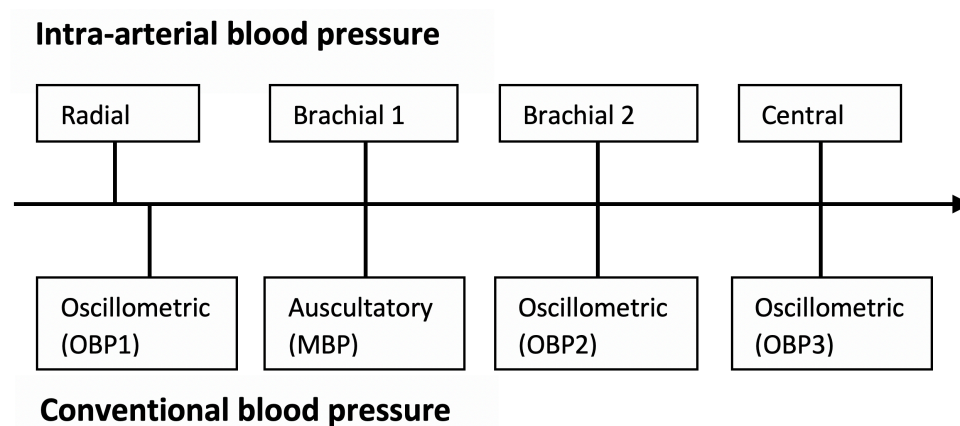 Intra-arterial blood pressure
Radial
Brachial 1
Brachial 2
Central
Oscillometric
(OBP1)
Auscultatory
(MBP)
Oscillometric
(OBP2)
Oscillometric
(OBP3)
Conventional blood pressure